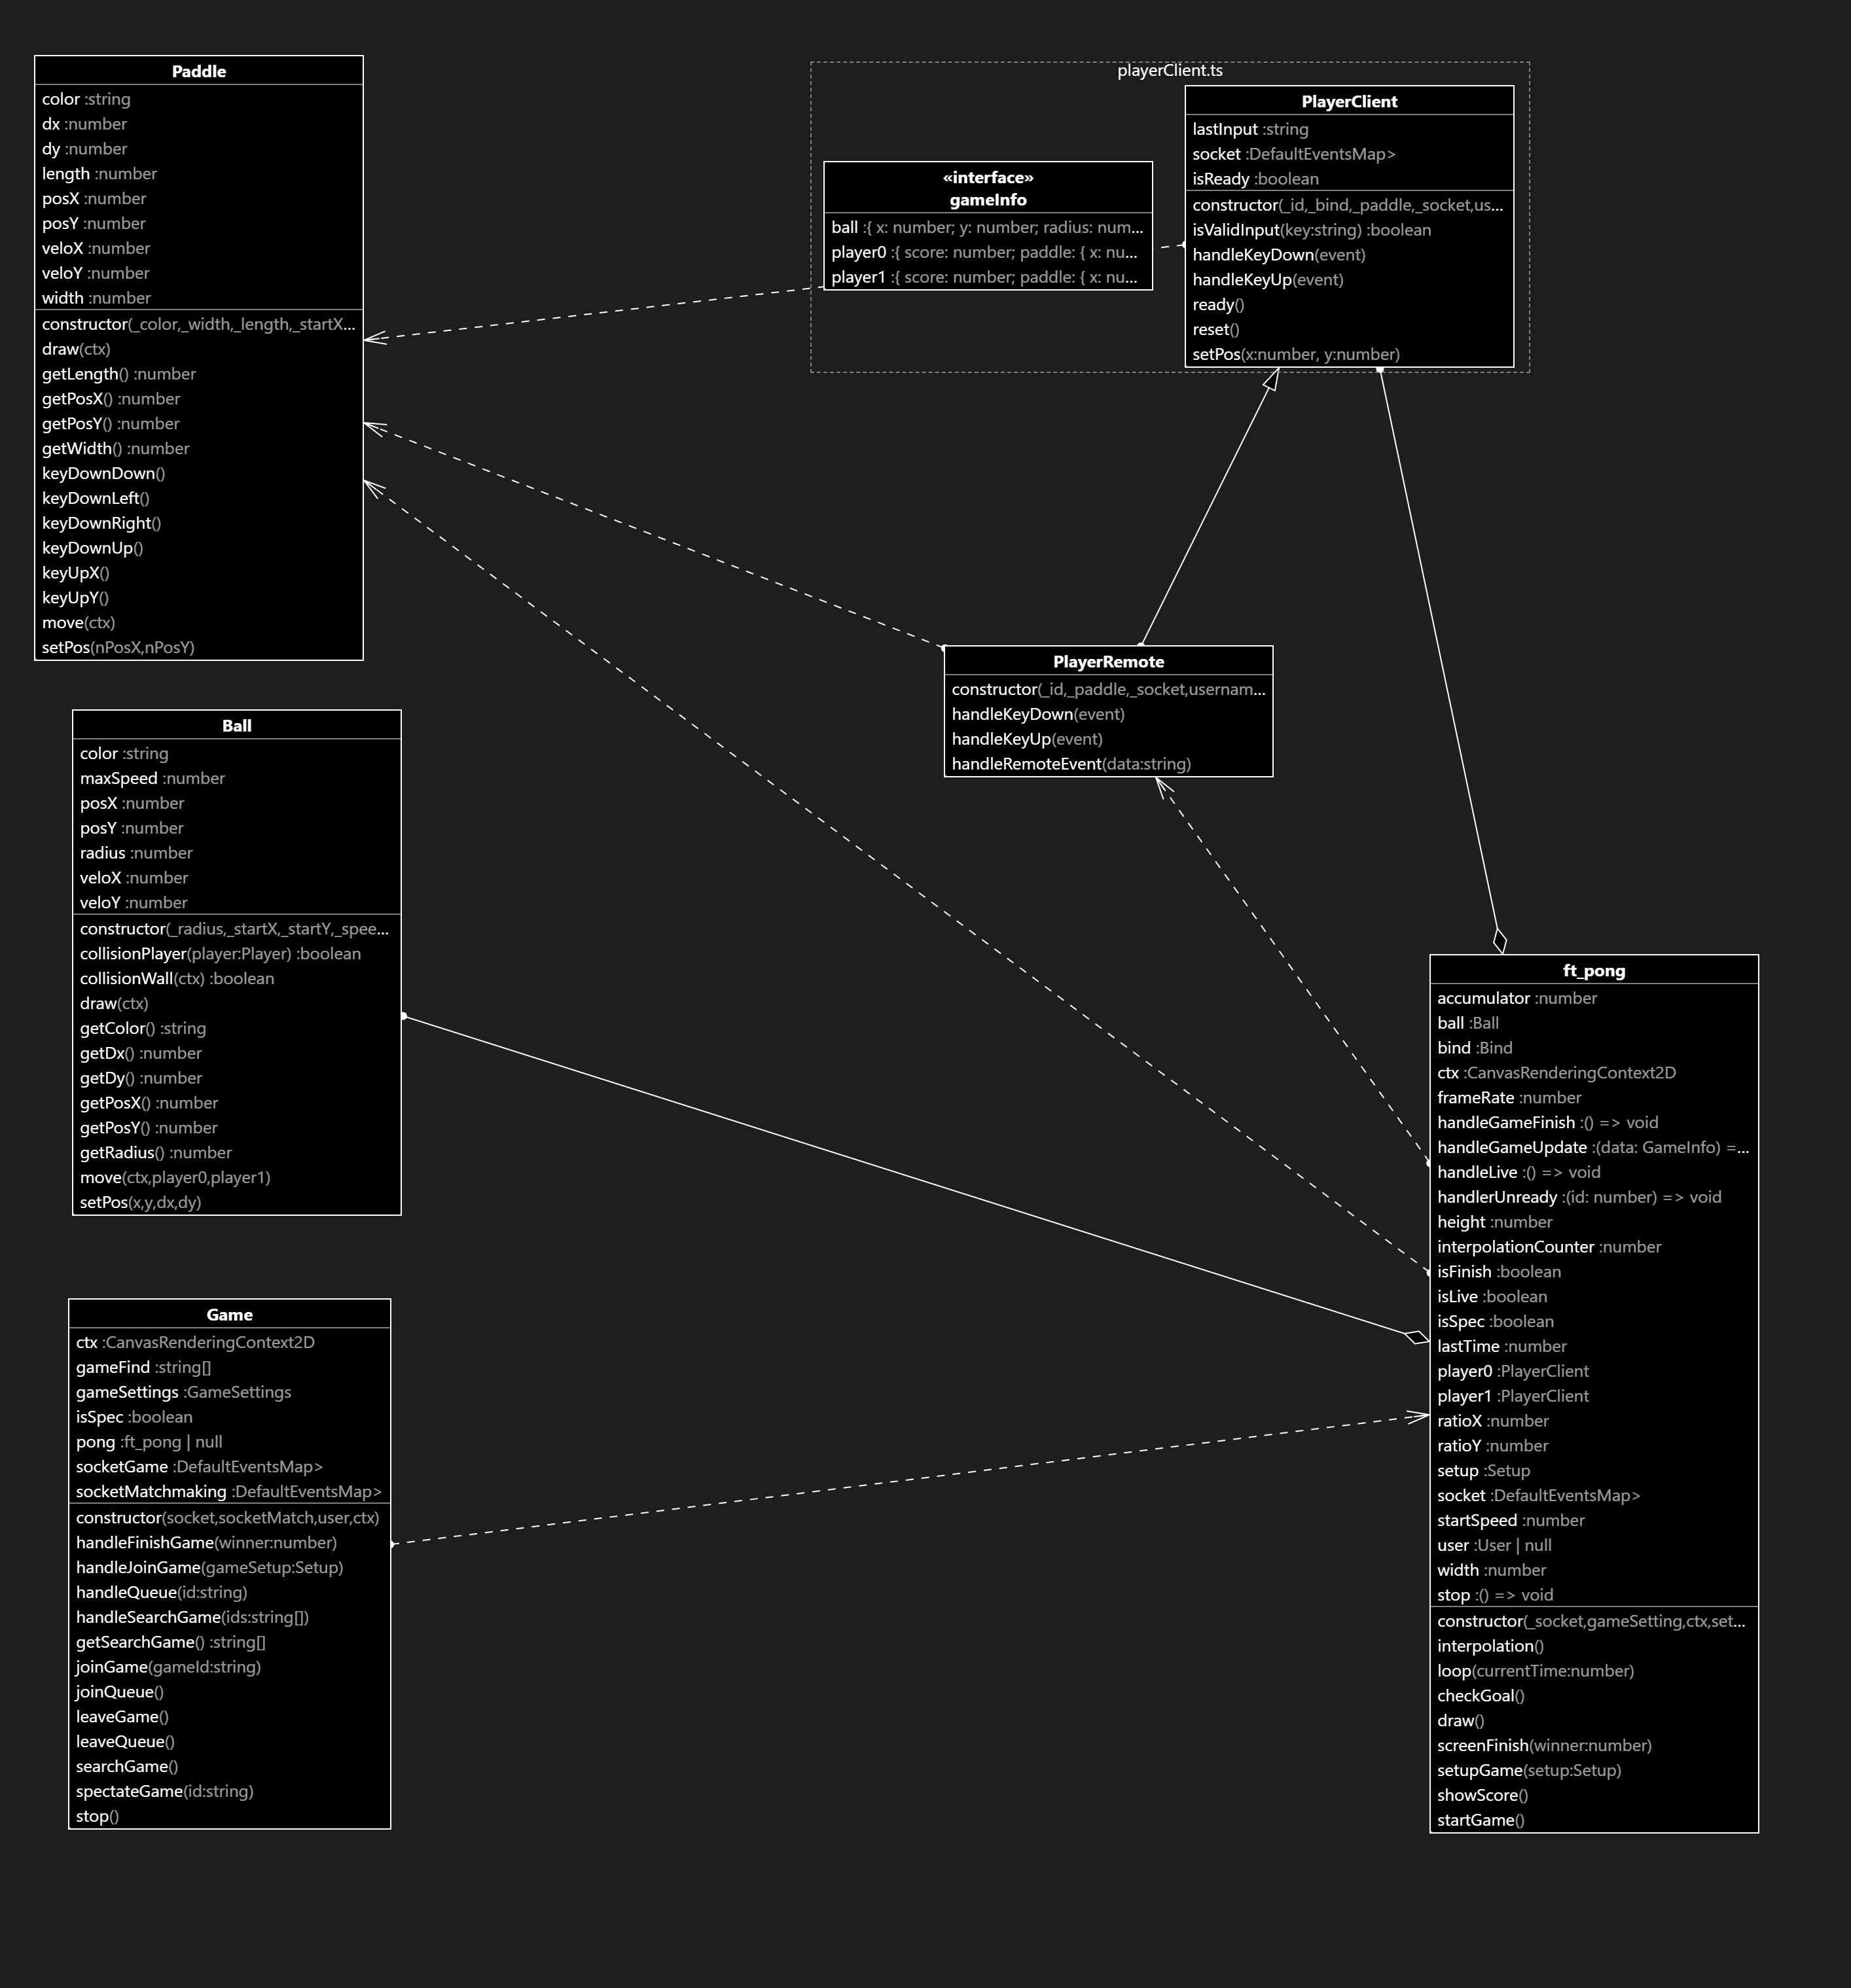 Paddle
color :string
dx :number
dy :number
length :number
posX :number
posY :number
veloX :number
veloY :number
width :number
constructor(_color,_width,_length,_startX...
draw(ctx)
getLength() :number
getPosX() :number
getPosY() :number
getWidth() :number
keyDownDown()
keyDownLeft()
keyDownRight()
keyDownUp()
keyUpX()
keyUpY()
move(ctx)
setPos(nPosX,nPosY)
playerClient.ts
«interface»
gameInfo
ball :{ x: number; y: number; radius: num...
player0 :{ score: number; paddle: { x: nu...
player1 :{ score: number; paddle: { x: nu...
PlayerClient
lastInput :string
socket :DefaultEventsMap>
isReady :boolean
constructor(_id,_bind,_paddle,_socket,us...
isValidInput(key:string) :boolean
handleKeyDown(event)
handleKeyUp(event)
ready()
reset()
setPos(x:number, y:number)
PlayerRemote
constructor(_id,_paddle,_socket,usernam...
handleKeyDown(event)
handleKeyUp(event)
handleRemoteEvent(data:string)
Ball
color :string
maxSpeed :number
posX :number
posY :number
radius :number
veloX :number
veloY :number
constructor(_radius,_startX,_startY,_spee...
collisionPlayer(player:Player) :boolean
collisionWall(ctx) :boolean
draw(ctx)
getColor() :string
getDx() :number
getDy() :number
getPosX() :number
getPosY() :number
getRadius() :number
move(ctx,player0,player1)
setPos(x,y,dx,dy)
ft_pong
accumulator :number
ball :Ball
bind :Bind
ctx :CanvasRenderingContext2D
frameRate :number
handleGameFinish :() => void
handleGameUpdate :(data: GameInfo) =...
handleLive :() => void
handlerUnready :(id: number) => void
height :number
interpolationCounter :number
isFinish :boolean
isLive :boolean
isSpec :boolean
lastTime :number
player0 :PlayerClient
player1 :PlayerClient
ratioX :number
ratioY :number
setup :Setup
socket :DefaultEventsMap>
startSpeed :number
user :User | null
width :number
stop :() => void
constructor(_socket,gameSetting,ctx,set...
interpolation()
loop(currentTime:number)
checkGoal()
draw()
screenFinish(winner:number)
setupGame(setup:Setup)
showScore()
startGame()
Game
ctx :CanvasRenderingContext2D
gameFind :string[]
gameSettings :GameSettings
isSpec :boolean
pong :ft_pong | null
socketGame :DefaultEventsMap>
socketMatchmaking :DefaultEventsMap>
constructor(socket,socketMatch,user,ctx)
handleFinishGame(winner:number)
handleJoinGame(gameSetup:Setup)
handleQueue(id:string)
handleSearchGame(ids:string[])
getSearchGame() :string[]
joinGame(gameId:string)
joinQueue()
leaveGame()
leaveQueue()
searchGame()
spectateGame(id:string)
stop()